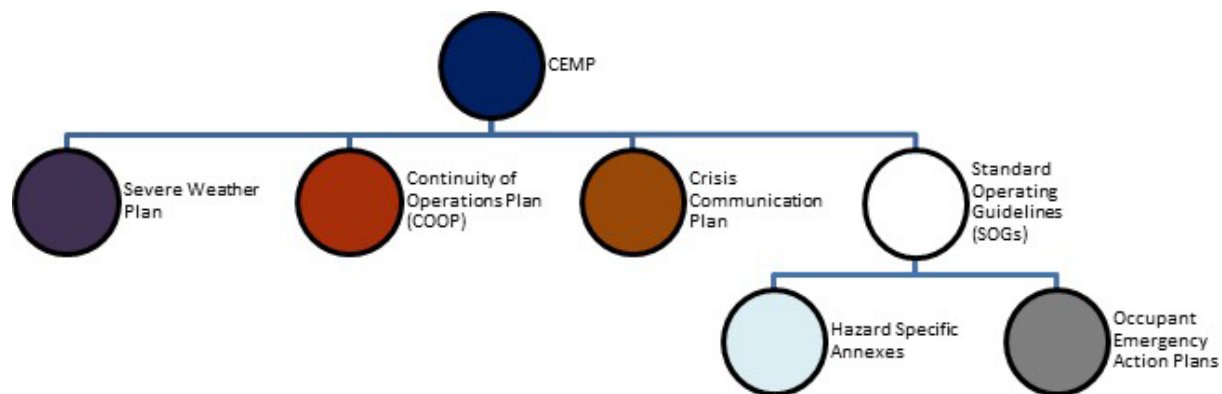 CEMP
Severe Weather
Plan
Continuity of
Operations Plan
(COOP)
Crisis
Communication
Plan
Standard
Operating
Guidelines
(SOGs)
Hazard Specific
Annexes
Occupant
Emergency
Action Plans